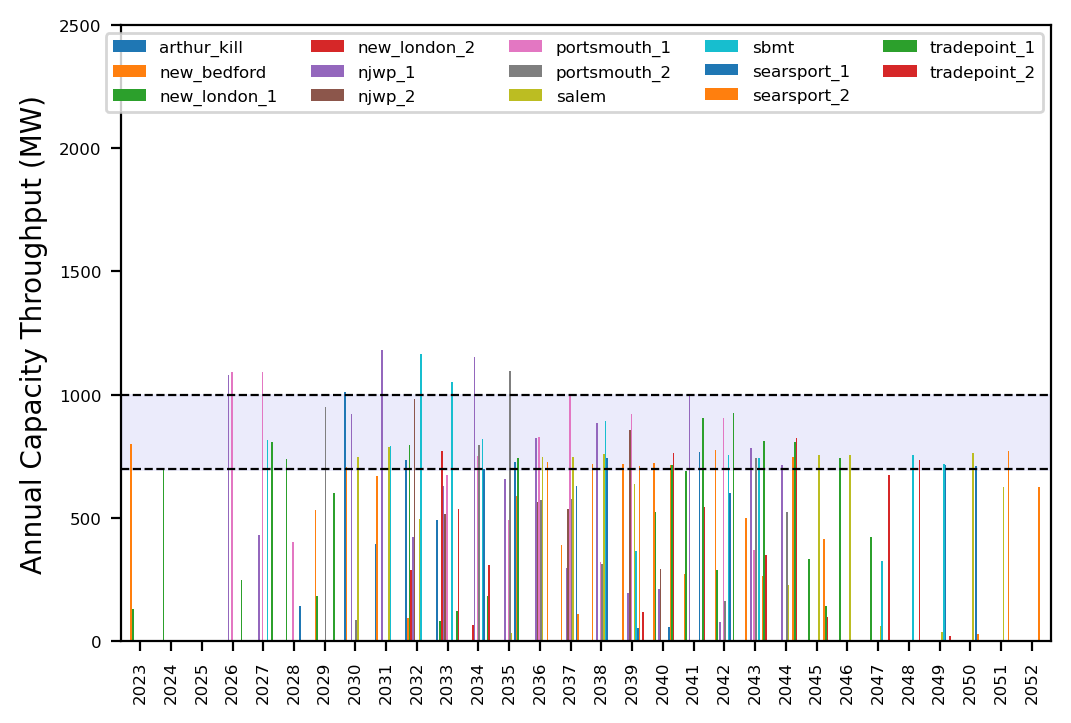 2500
arthur_kill new_london_2 portsmouth_1 sbmt tradepoint_1
new_bedford njwp_1 portsmouth_2 searsport_1 tradepoint_2
new_london_1 njwp_2 salem searsport_2
2000
1500
1000
500
0
Annual Capacity Throughput (MW)
2023 2024 2025 2026 2027 2028 2029 2030 2031 2032 2033 2034 2035 2036 2037 2038 2039 2040 2041 2042 2043 2044 2045 2046 2047 2048 2049 2050 2051 2052